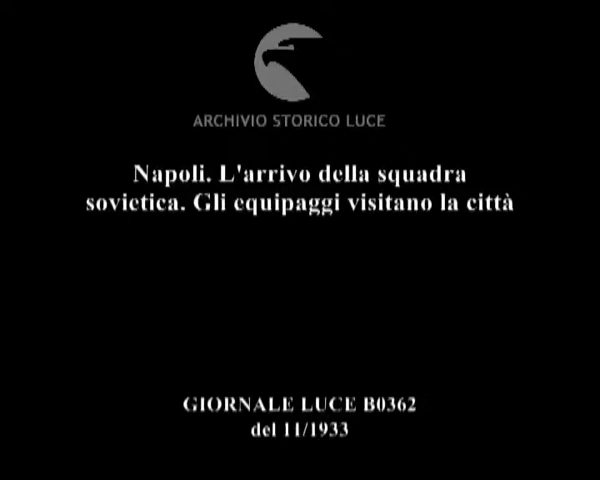 ARCHIVIO STORICO LUCE
Napoli. L'arrivo della squadra
sovietica. Gli equipaggi visitano la città
GIORNALE LUCE B0362
del 11/1933